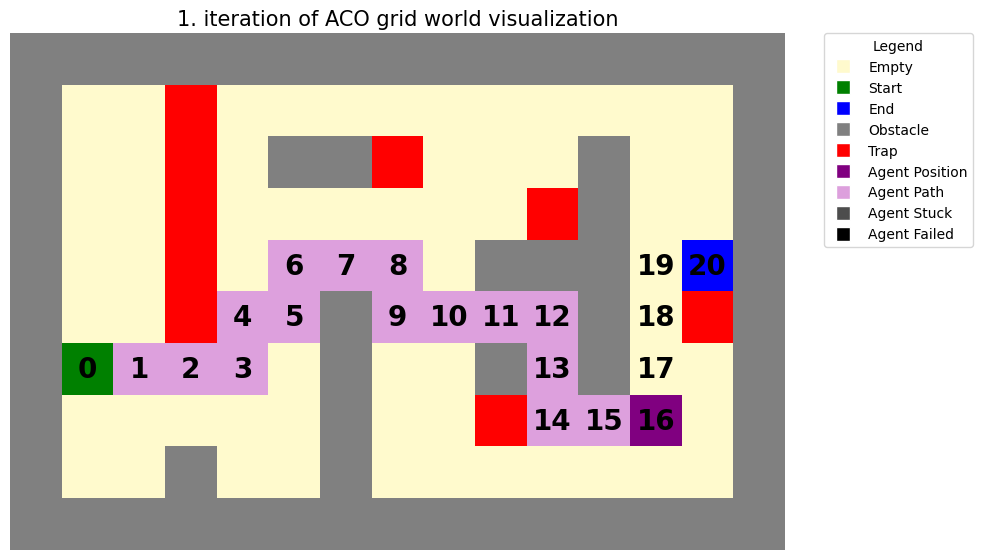 1. iteration of ACO grid world visualization
Legend
Empty
Start
End
Obstacle
Trap
Agent Position
Agent Path
Agent Stuck
Agent Failed
6 7 8 19 20
4 5 9 10 11 12 18
0 1 2 3 13 17
14 15 16